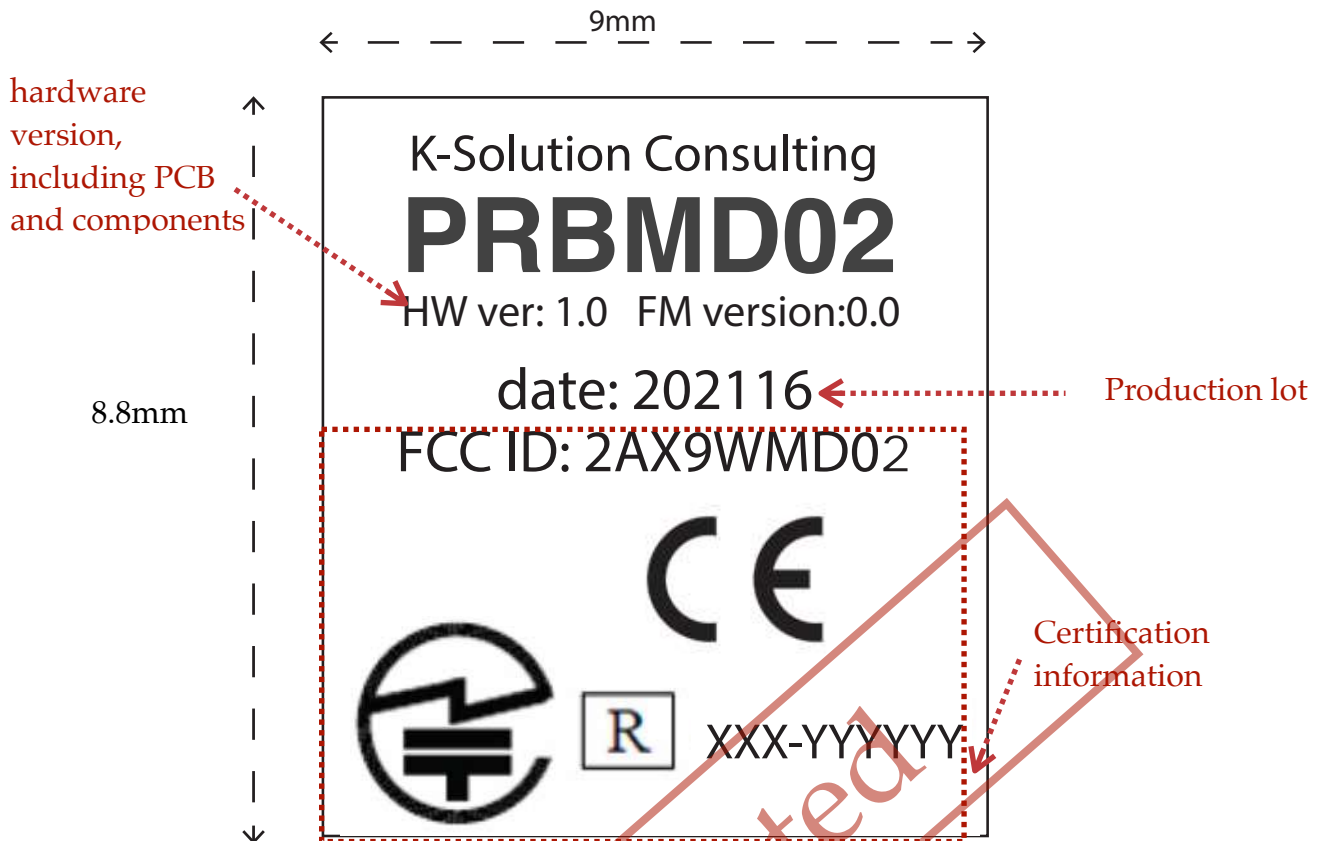 9mm
hardware
version,
including PCB
and components
K-Solution Consulting
PRBMD02
HW ver: 1.0 FM version:0.0
date: 202116
Production lot
8.8mm
FCC ID: 2AX9WMD02
CE
Certification
information
R
XXX-YYYYYY